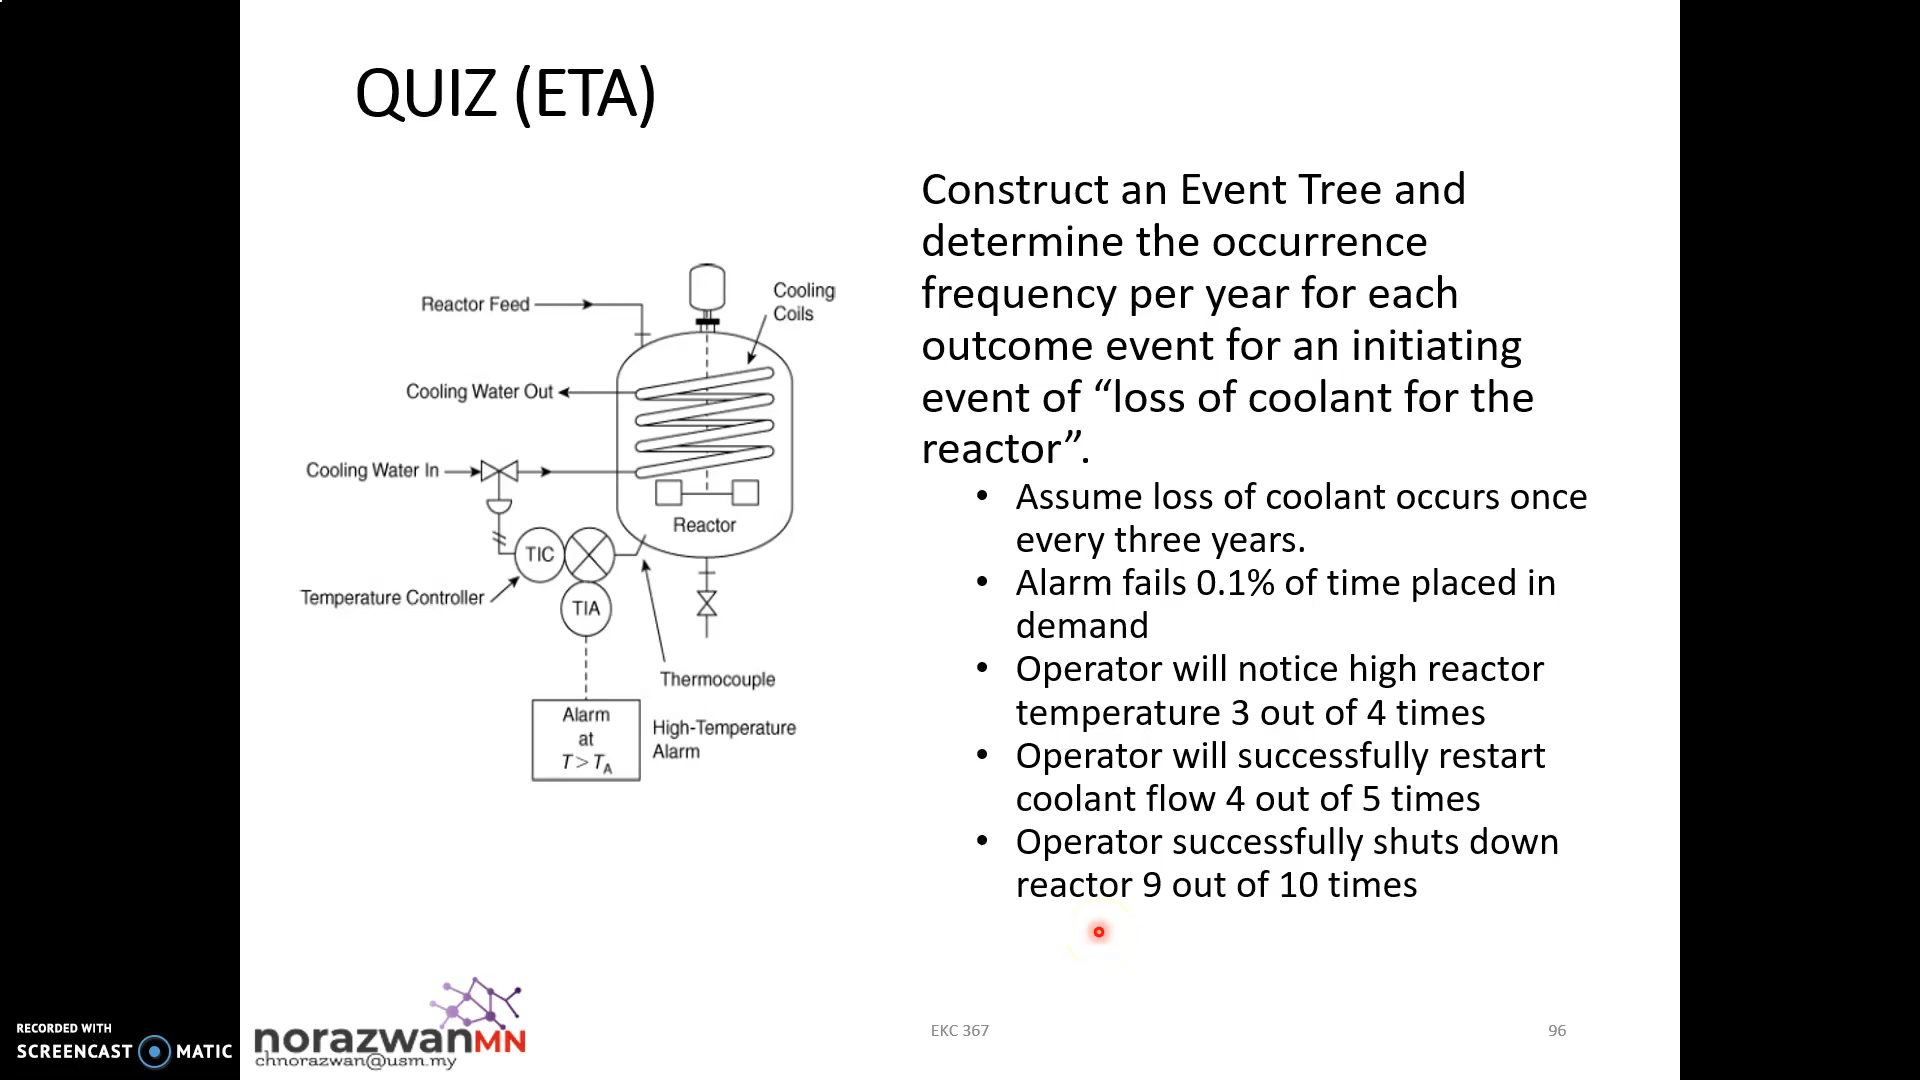 QUIZ (ETA)
Construct an Event Tree and
determine the occurrence
frequency per year for each
outcome event for an initiating
event of “loss of coolant for the
reactor”.
• Assume loss of coolant occurs once
every three years.
• Alarm fails 0.1% of time placed in
demand
• Operator will notice high reactor
temperature 3 out of 4 times
• Operator will successfully restart
coolant flow 4 out of 5 times
• Operator successfully shuts down
reactor 9 out of 10 times
Reactor Feed
Cooling
Coils
Cooling Water Out
Cooling Water In
Reactor
TIC
Temperature Controller
TIA
Thermocouple
Alarm
at
T > TA
High-Temperature
Alarm
RECORDED WITH
SCREENCAST MATIC
norazwanMN
chnorazwan@usm.my
EKC 367
96